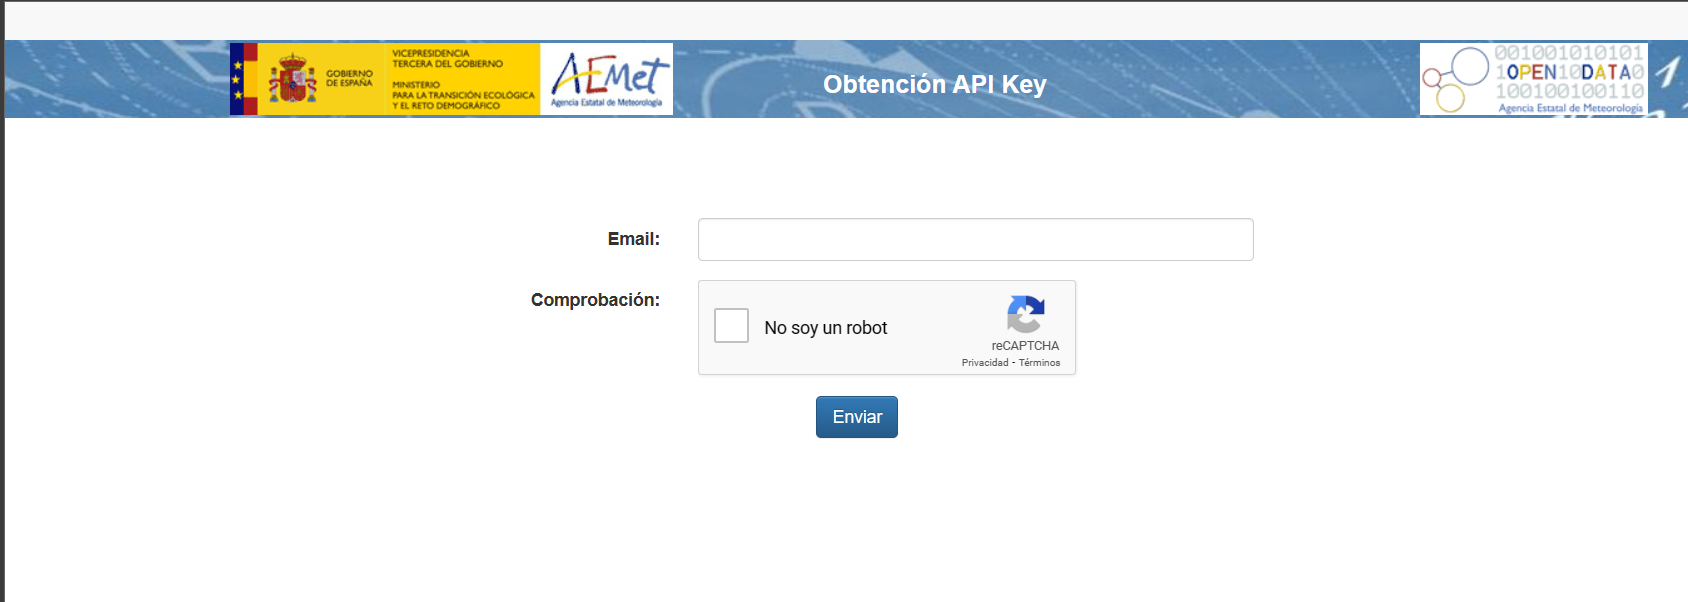 GOBIERNO
DE ESPAÑA
VICEPRESIDENCIA
TERCERA DEL GOBIERNO
MINISTERIO
PARA LA TRANSICIÓN ECOLÓGICA
Y EL RETO DEMOGRÁFICO
AEMet
Agencia Estatal de Meteorología
Obtención API Key
001001010101
1OPEN10DATA0
100100100110
Agencia Estatal de Meteorología
1
Email:
Comprobación:
No soy un robot
reCAPTCHA
Privacidad - Términos
Enviar